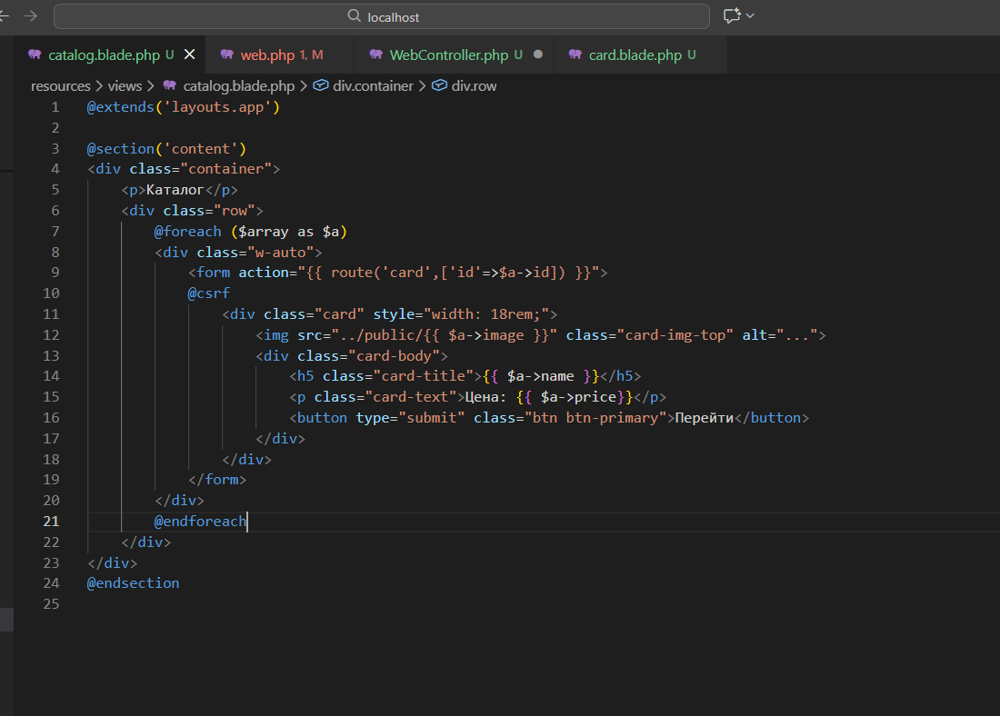 localhost
catalog.blade.php U
web.php 1, M
WebController.php U
card.blade.php U
resources > views > catalog.blade.php > div.container > div.row
1 @extends('layouts.app')
2
3 @section('content')
4 <div class="container">
5 <p>Каталог</p>
6 <div class="row">
7 @foreach ($array as $a)
8 <div class="w-auto">
9 <form action="{{ route('card',['id'=>$a->id]) }}">
10 @csrf
11 <div class="card" style="width: 18rem;">
12 <img src="../public/{{ $a->image }}" class="card-img-top" alt="...">
13 <div class="card-body">
14 <h5 class="card-title">{{ $a->name }}</h5>
15 <p class="card-text">Цена: {{ $a->price}}</p>
16 <button type="submit" class="btn btn-primary">Перейти</button>
17 </div>
18 </div>
19 </form>
20 </div>
21 @endforeach
22 </div>
23 </div>
24 @endsection
25